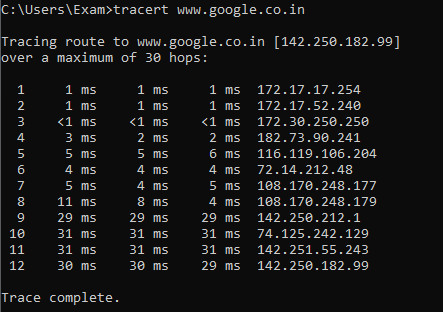 C:\Users\Exam>tracert www.google.co.in
Tracing route to www.google.co.in [142.250.182.99]
over a maximum of 30 hops:
1 1 ms 1 ms 1 ms 172.17.17.254
2 1 ms 1 ms 1 ms 172.17.52.240
3 <1 ms <1 ms <1 ms 172.30.250.250
4 3 ms 2 ms 2 ms 182.73.90.241
5 5 ms 5 ms 6 ms 116.119.106.204
6 4 ms 4 ms 4 ms 72.14.212.48
7 5 ms 4 ms 5 ms 108.170.248.177
8 11 ms 8 ms 4 ms 108.170.248.179
9 29 ms 29 ms 29 ms 142.250.212.1
10 31 ms 31 ms 31 ms 74.125.242.129
11 31 ms 31 ms 31 ms 142.251.55.243
12 30 ms 30 ms 29 ms 142.250.182.99
Trace complete.